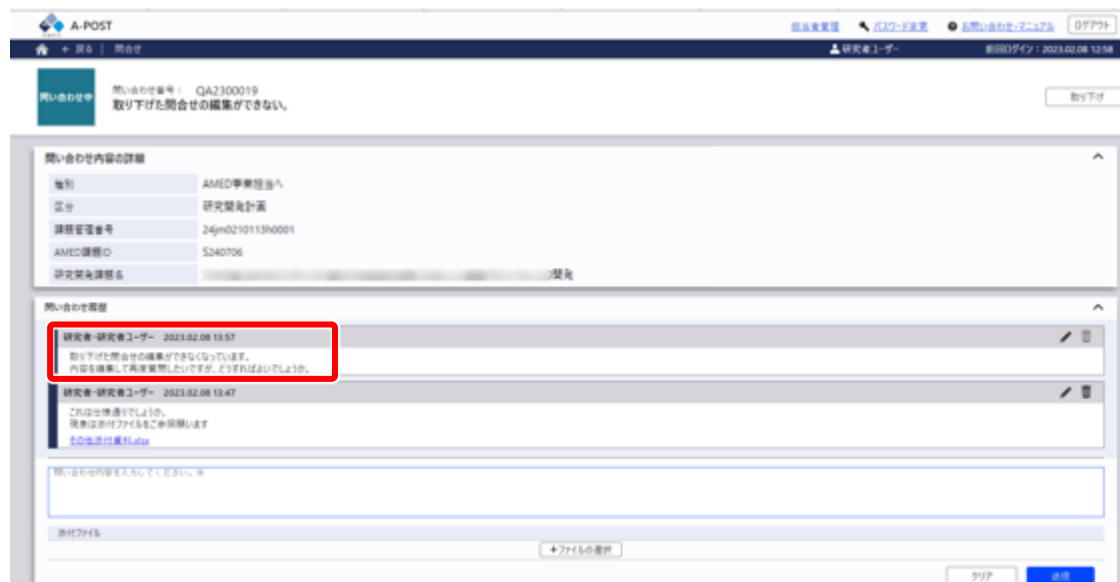 A-POST
担当者管理 パスワード変更 お問い合わせ・マニュアル ログアウト
← 戻る | 問合せ 研究者ユーザー 前回ログイン：2023.02.08 12:58
問い合わせ中
問い合わせ番号： QA2300019
取り下げた問合せの編集ができない。
取り下げ
問い合わせ内容の詳細
種別 AMED事業担当へ
区分 研究開発計画
課題管理番号 24jm0210113h0001
AMED課題ID S240706
研究開発課題名 開発
問い合わせ履歴
研究者-研究者ユーザー 2023.02.08 13:57
取り下げた問合せの編集ができなくなっています。
内容を編集して再度質問したいですが、どうすればよいでしょうか。
研究者-研究者ユーザー 2023.02.08 13:47
これは仕様通りでしょうか。
現象は添付ファイルをご参照願います
その他添付資料.xlsx
問い合わせ内容を入力してください。※
添付ファイル
+ファイルの選択
クリア 送信